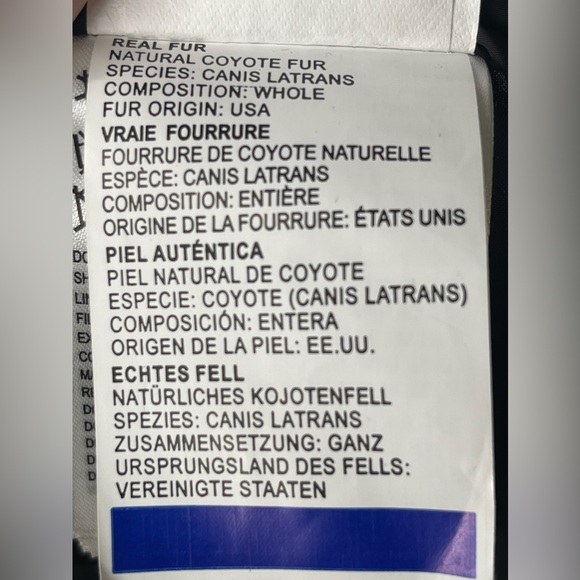 REAL FUR
NATURAL COYOTE FUR
SPECIES: CANIS LATRANS
COMPOSITION: WHOLE
FUR ORIGIN: USA
VRAIE FOURRURE
FOURRURE DE COYOTE NATURELLE
ESPÈCE: CANIS LATRANS
COMPOSITION: ENTIÈRE
ORIGINE DE LA FOURRURE: ÉTATS UNIS
PIEL AUTÉNTICA
PIEL NATURAL DE COYOTE
ESPECIE: COYOTE (CANIS LATRANS)
COMPOSICIÓN: ENTERA
ORIGEN DE LA PIEL: EE.UU.
ECHTES FELL
NATÜRLICHES KOJOTENFELL
SPEZIES: CANIS LATRANS
ZUSAMMENSETZUNG: GANZ
URSPRUNGSLAND DES FELLS:
VEREINIGTE STAATEN